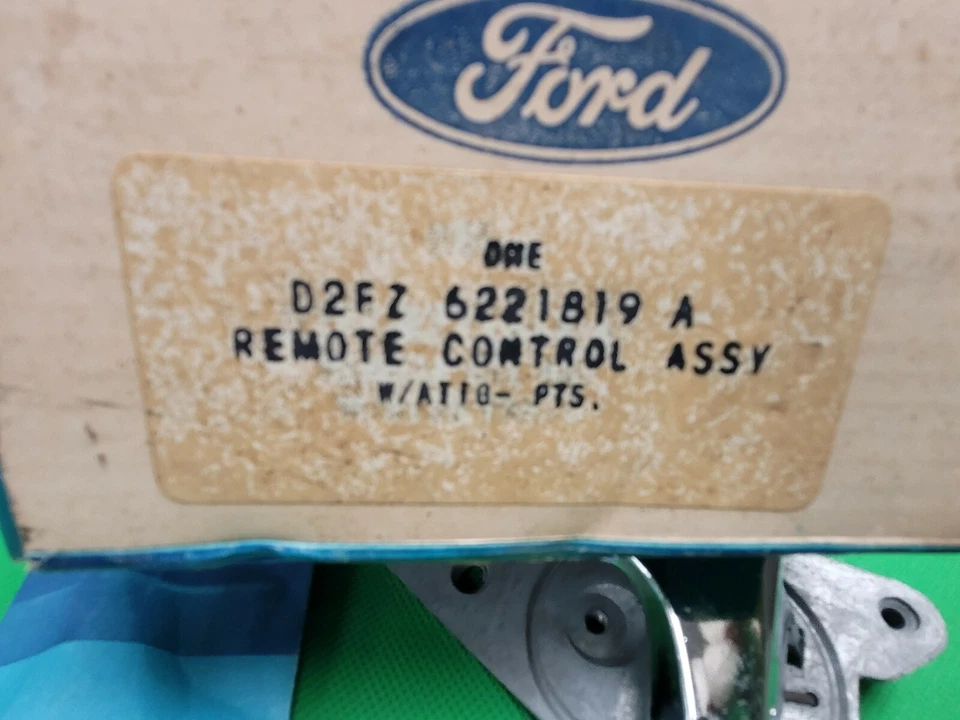 Ford
ONE
D2FZ 6221819 A
REMOTE CONTROL ASSY
W/ATTG- PTS.